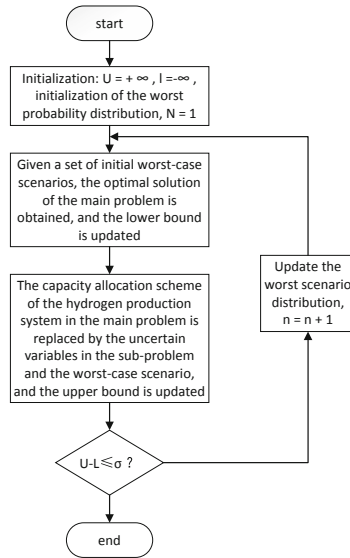 start
Initialization: U = + ∞ , l =-∞ ,
initialization of the worst
probability distribution, N = 1
Given a set of initial worst-case
scenarios, the optimal solution
of the main problem is
obtained, and the lower bound
is updated
The capacity allocation scheme
of the hydrogen production
system in the main problem is
replaced by the uncertain
variables in the sub-problem
and the worst-case scenario,
and the upper bound is updated
Update the
worst scenario
distribution,
n = n + 1
U-L≤σ ?
end